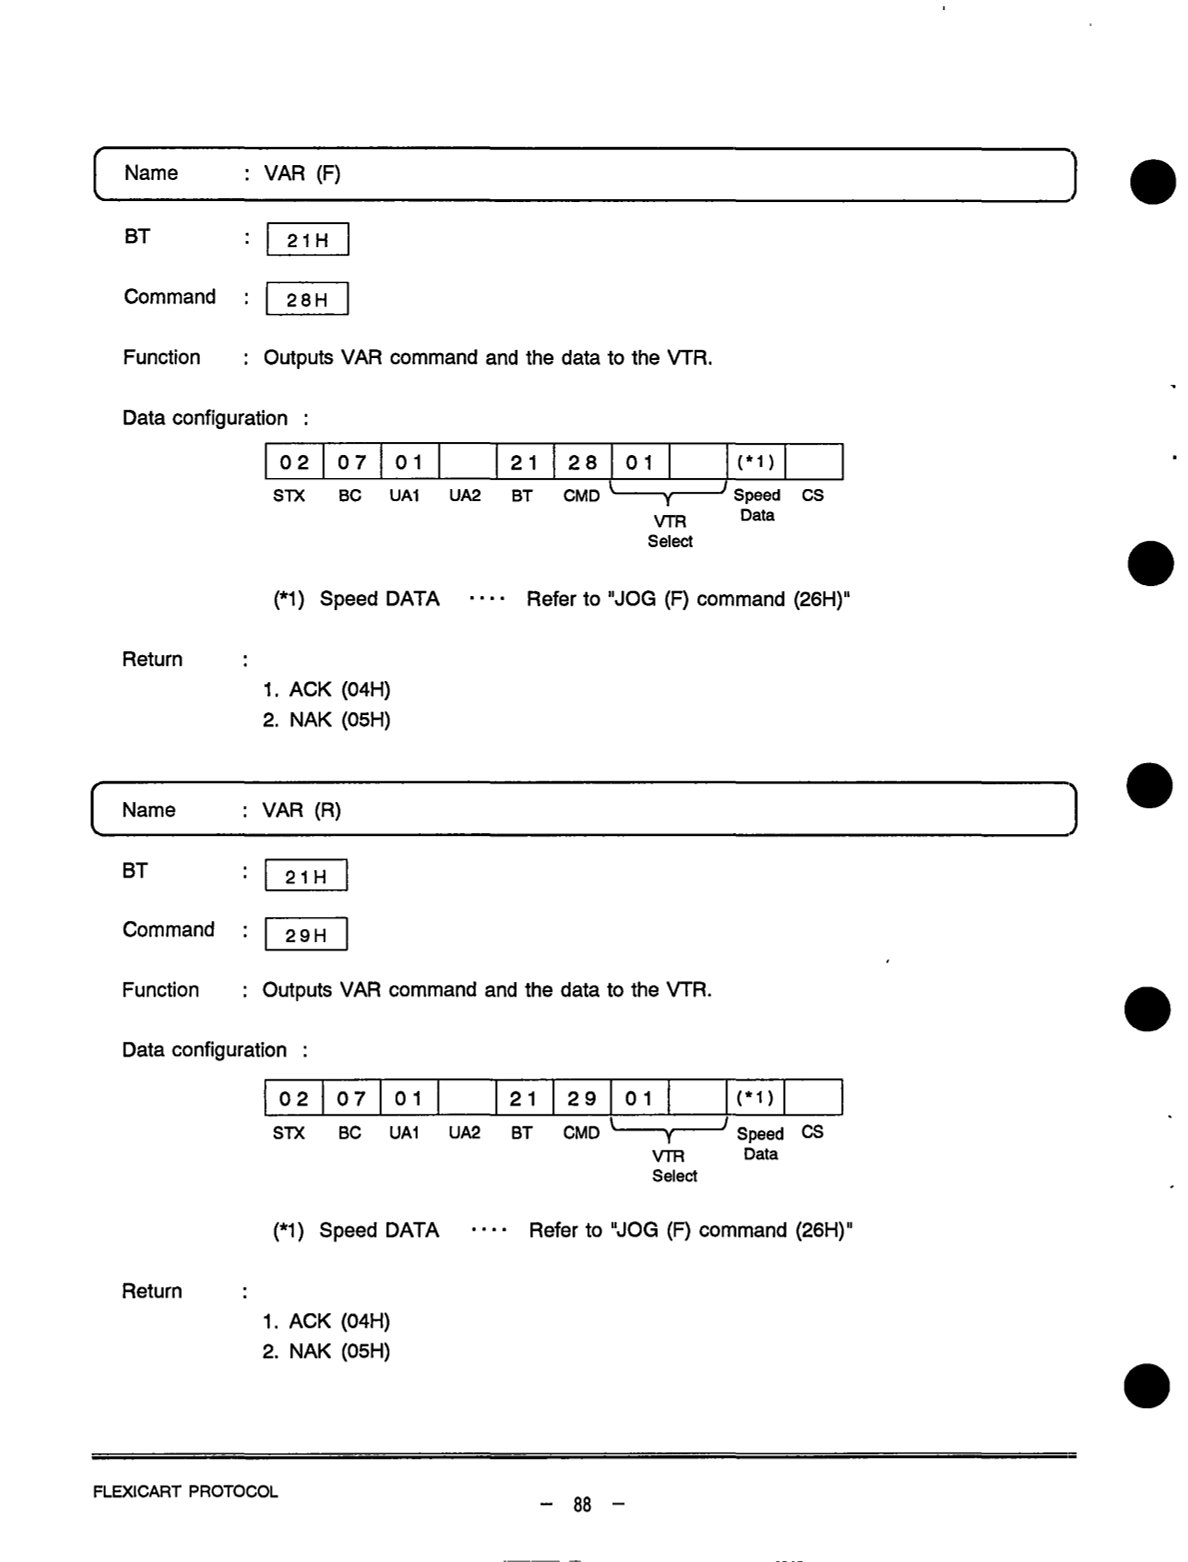 Name : VAR (F)
BT : 21H
Command : 28H
Function : Outputs VAR command and the data to the VTR.
Data configuration :
02 07 01 21 28 01 (*1)
STX BC UA1 UA2 BT CMD VTR Select Speed Data CS
(*1) Speed DATA ···· Refer to "JOG (F) command (26H)"
Return :
1. ACK (04H)
2. NAK (05H)
Name : VAR (R)
BT : 21H
Command : 29H
Function : Outputs VAR command and the data to the VTR.
Data configuration :
02 07 01 21 29 01 (*1)
STX BC UA1 UA2 BT CMD VTR Select Speed Data CS
(*1) Speed DATA ···· Refer to "JOG (F) command (26H)"
Return :
1. ACK (04H)
2. NAK (05H)
FLEXICART PROTOCOL
— 88 —